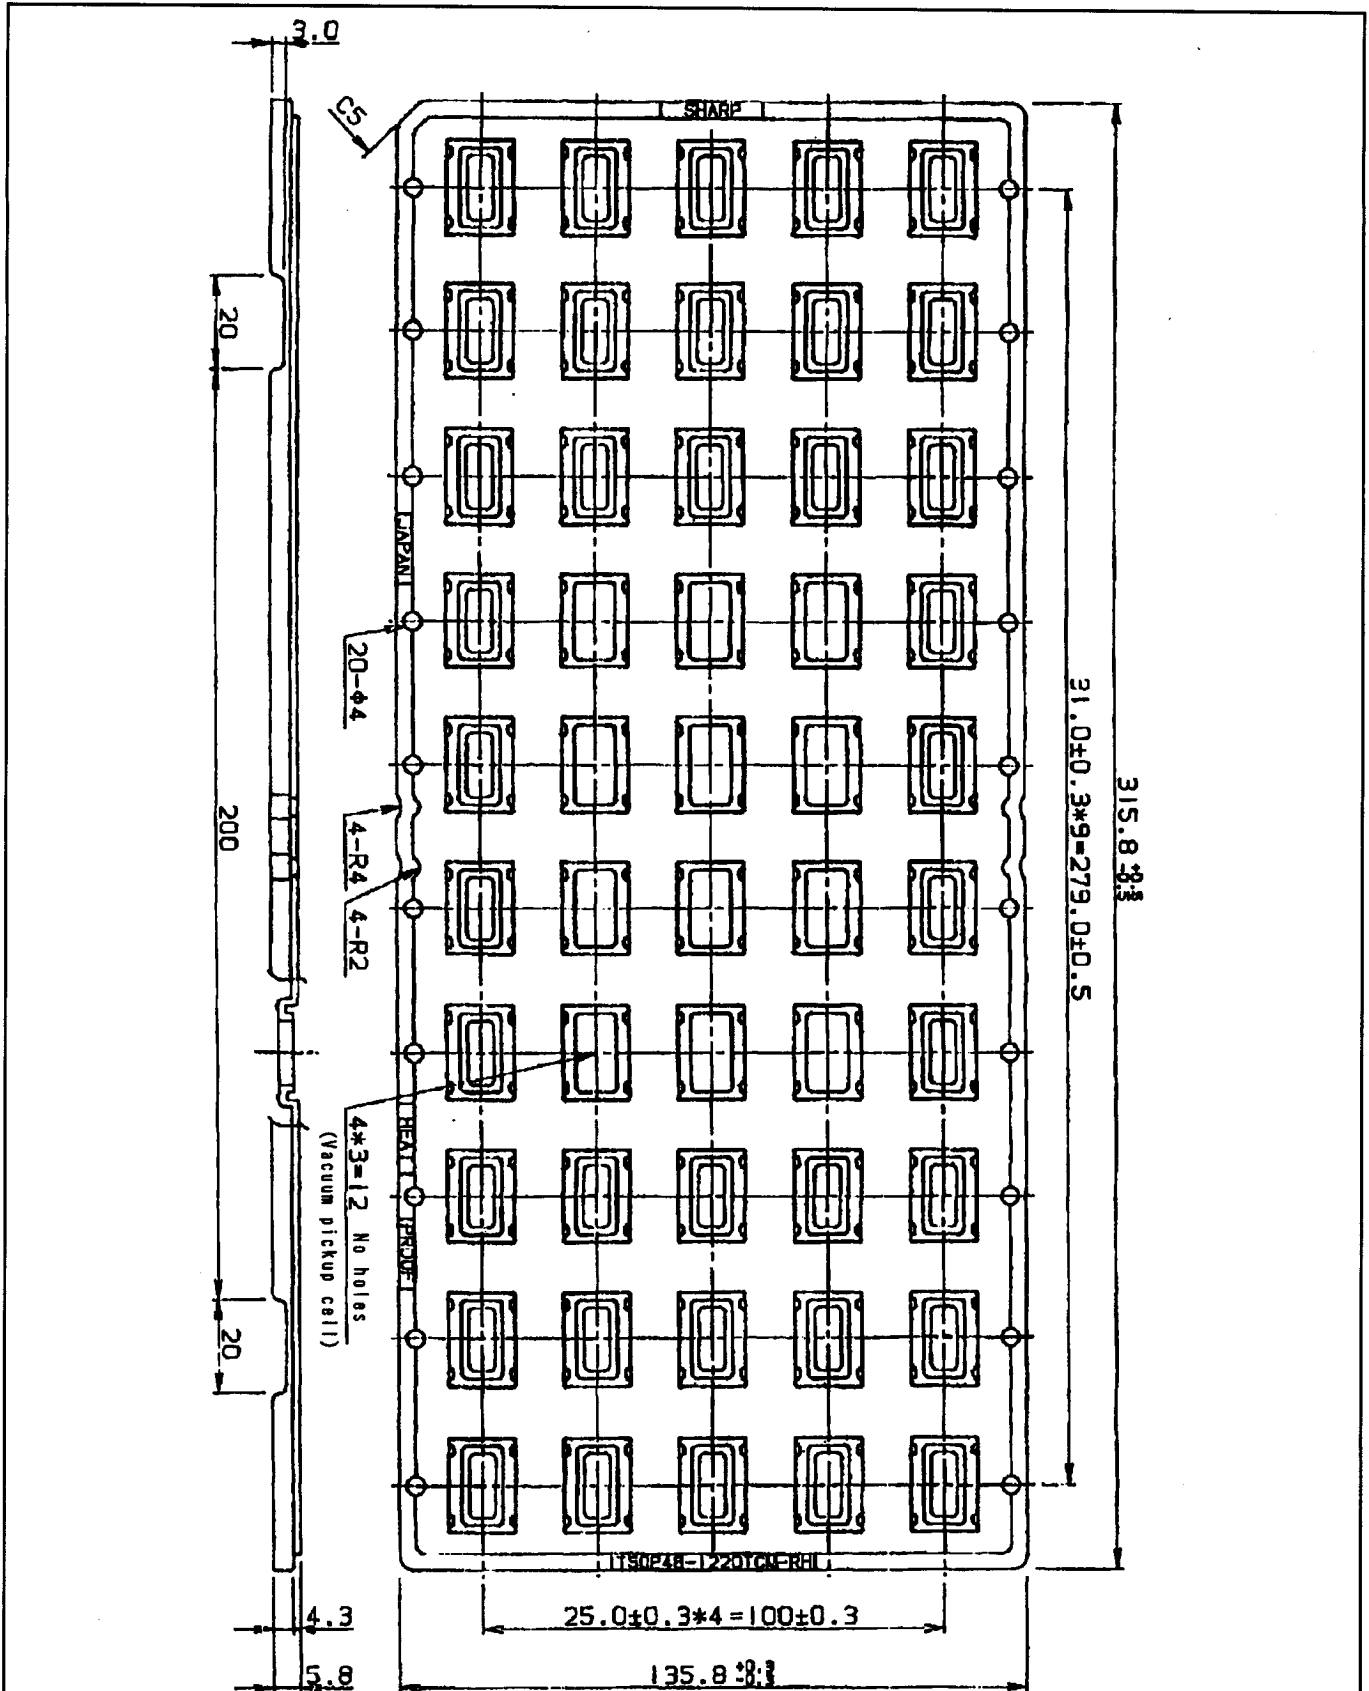 3.0
C5
SHARP
20
JAPAN
20-φ4
31.0±0.3*9=279.0±0.5
315.8
200
4-R4
4-R2
4*3=12 No holes
(Vacuum pickup cell)
HEAT
PROOF
20
TSOP48-1220TCM-RH
4.3
25.0±0.3*4=100±0.3
5.8
135.8